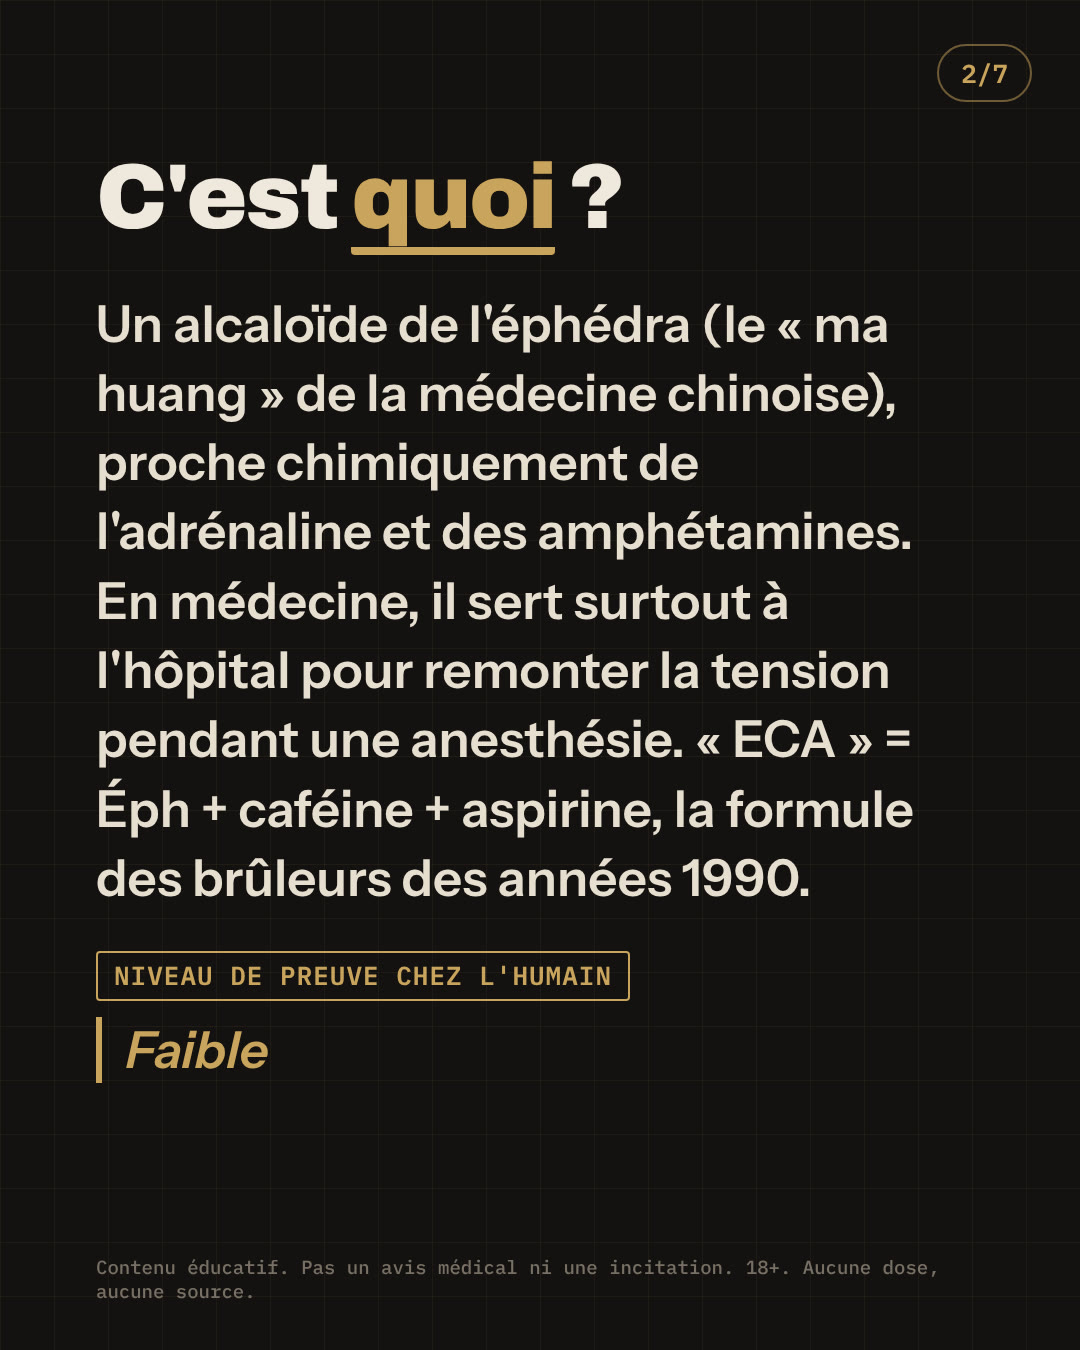 2/7
C'est quoi ?
Un alcaloïde de l'éphédra (le « ma
huang » de la médecine chinoise),
proche chimiquement de
l'adrénaline et des amphétamines.
En médecine, il sert surtout à
l'hôpital pour remonter la tension
pendant une anesthésie. « ECA » =
Éph + caféine + aspirine, la formule
des brûleurs des années 1990.
NIVEAU DE PREUVE CHEZ L'HUMAIN
Faible
Contenu éducatif. Pas un avis médical ni une incitation. 18+. Aucune dose,
aucune source.